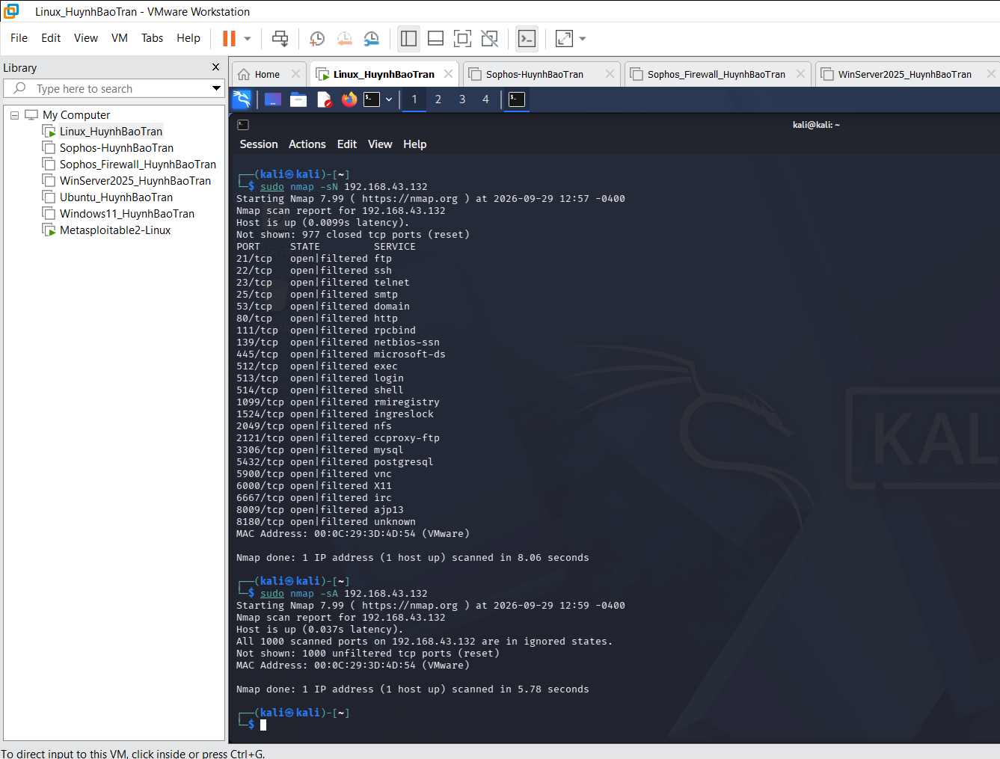 Linux_HuynhBaoTran - VMware Workstation
File Edit View VM Tabs Help
Library
Type here to search
My Computer
Linux_HuynhBaoTran
Sophos-HuynhBaoTran
Sophos_Firewall_HuynhBaoTran
WinServer2025_HuynhBaoTran
Ubuntu_HuynhBaoTran
Windows11_HuynhBaoTran
Metasploitable2-Linux
Home Linux_HuynhBaoTran Sophos-HuynhBaoTran Sophos_Firewall_HuynhBaoTran WinServer2025_HuynhBaoTran
1 2 3 4
kali@kali: ~
Session Actions Edit View Help
┌──(kali㉿kali)-[~]
└─$ sudo nmap -sN 192.168.43.132
Starting Nmap 7.99 ( https://nmap.org ) at 2026-09-29 12:57 -0400
Nmap scan report for 192.168.43.132
Host is up (0.0099s latency).
Not shown: 977 closed tcp ports (reset)
PORT     STATE         SERVICE
21/tcp   open|filtered ftp
22/tcp   open|filtered ssh
23/tcp   open|filtered telnet
25/tcp   open|filtered smtp
53/tcp   open|filtered domain
80/tcp   open|filtered http
111/tcp  open|filtered rpcbind
139/tcp  open|filtered netbios-ssn
445/tcp  open|filtered microsoft-ds
512/tcp  open|filtered exec
513/tcp  open|filtered login
514/tcp  open|filtered shell
1099/tcp open|filtered rmiregistry
1524/tcp open|filtered ingreslock
2049/tcp open|filtered nfs
2121/tcp open|filtered ccproxy-ftp
3306/tcp open|filtered mysql
5432/tcp open|filtered postgresql
5900/tcp open|filtered vnc
6000/tcp open|filtered X11
6667/tcp open|filtered irc
8009/tcp open|filtered ajp13
8180/tcp open|filtered unknown
MAC Address: 00:0C:29:3D:4D:54 (VMware)
Nmap done: 1 IP address (1 host up) scanned in 8.06 seconds
┌──(kali㉿kali)-[~]
└─$ sudo nmap -sA 192.168.43.132
Starting Nmap 7.99 ( https://nmap.org ) at 2026-09-29 12:59 -0400
Nmap scan report for 192.168.43.132
Host is up (0.037s latency).
All 1000 scanned ports on 192.168.43.132 are in ignored states.
Not shown: 1000 unfiltered tcp ports (reset)
MAC Address: 00:0C:29:3D:4D:54 (VMware)
Nmap done: 1 IP address (1 host up) scanned in 5.78 seconds
┌──(kali㉿kali)-[~]
└─$
KAL
To direct input to this VM, click inside or press Ctrl+G.